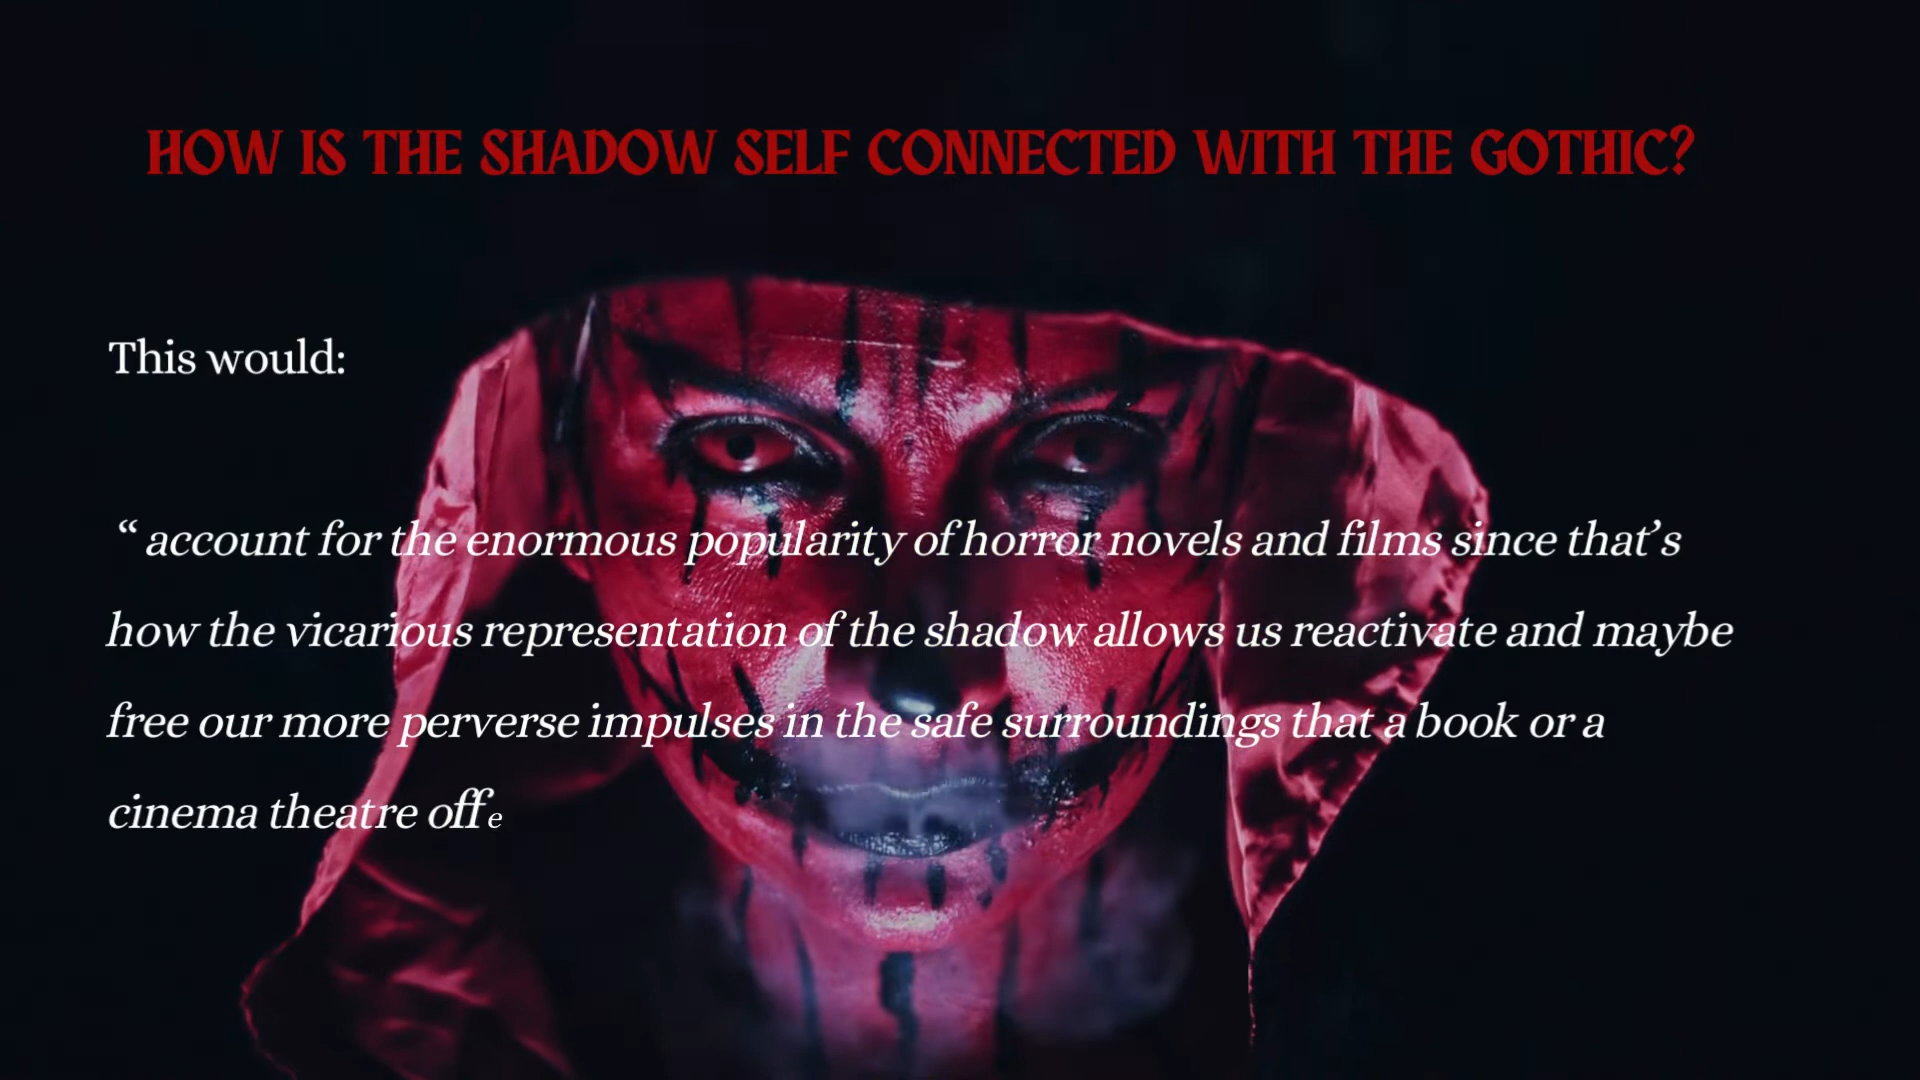 HOW IS THE SHADOW SELF CONNECTED WITH THE GOTHIC?
This would:
“ account for the enormous popularity of horror novels and films since that’s
how the vicarious representation of the shadow allows us reactivate and maybe
free our more perverse impulses in the safe surroundings that a book or a
cinema theatre offe